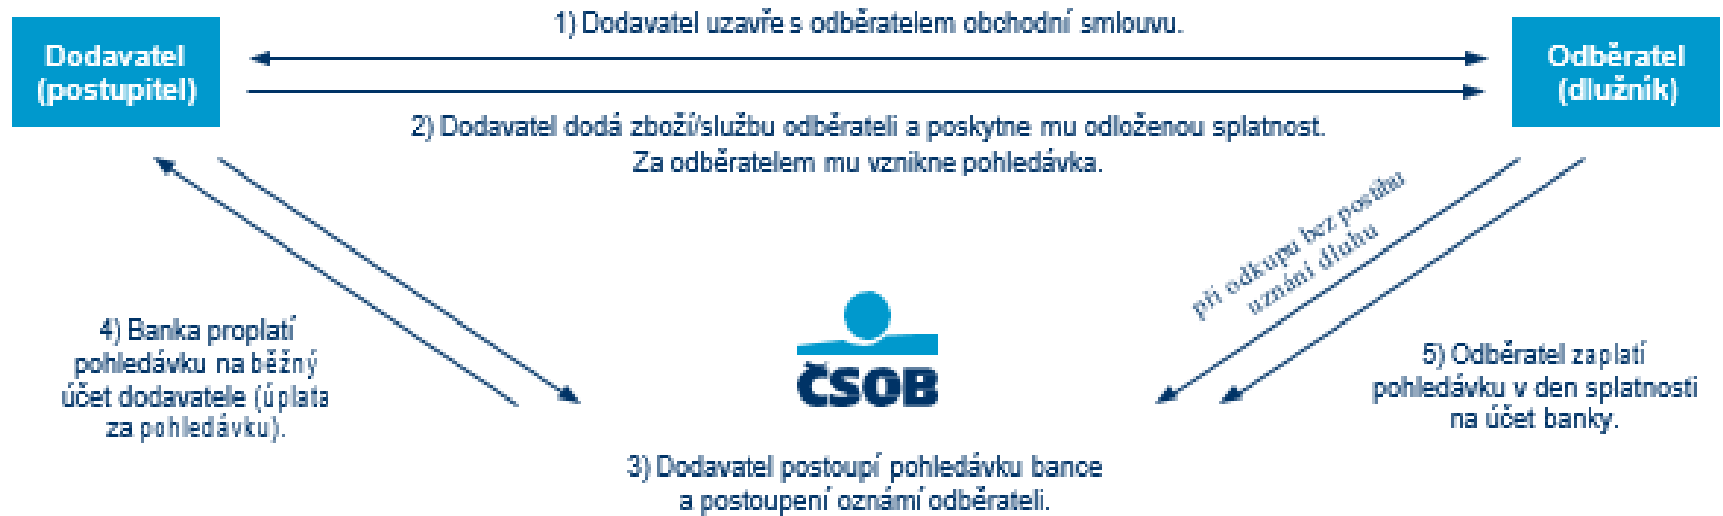 1) Dodavatel uzavře s odběratelem obchodní smlouvu.
Dodavatel
(postupitel)
Odběratel
(dlužník)
2) Dodavatel dodá zboží/službu odběrateli a poskytne mu odloženou splatnost.
Za odběratelem mu vznikne pohledávka.
při odkupu bez postihu
uznání dluhu
4) Banka proplatí
pohledávku na běžný
účet dodavatele (úplata
za pohledávku).
ČSOB
5) Odběratel zaplatí
pohledávku v den splatnosti
na účet banky.
3) Dodavatel postoupí pohledávku bance
a postoupení oznámí odběrateli.